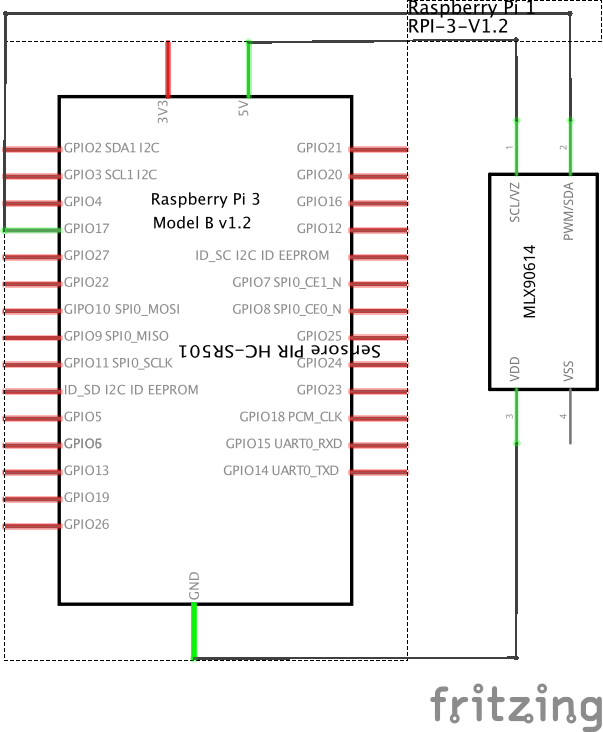 Raspberry Pi 1
RPI-3-V1.2
3V3
5V
GPIO2 SDA1 I2C
GPIO3 SCL1 I2C
GPIO4
GPIO17
GPIO27
GPIO22
GIPO10 SPI0_MOSI
GPIO9 SPI0_MISO
GPIO11 SPI0_SCLK
ID_SD I2C ID EEPROM
GPIO5
GPIO6
GPIO13
GPIO19
GPIO26
Raspberry Pi 3
Model B v1.2
Sensore PIR HC-SR501
GPIO21
GPIO20
GPIO16
GPIO12
ID_SC I2C ID EEPROM
GPIO7 SPI0_CE1_N
GPIO8 SPI0_CE0_N
GPIO25
GPIO24
GPIO23
GPIO18 PCM_CLK
GPIO15 UART0_RXD
GPIO14 UART0_TXD
GND
1
2
SCL/VZ
PWM/SDA
MLX90614
VDD
VSS
3
4
fritzing